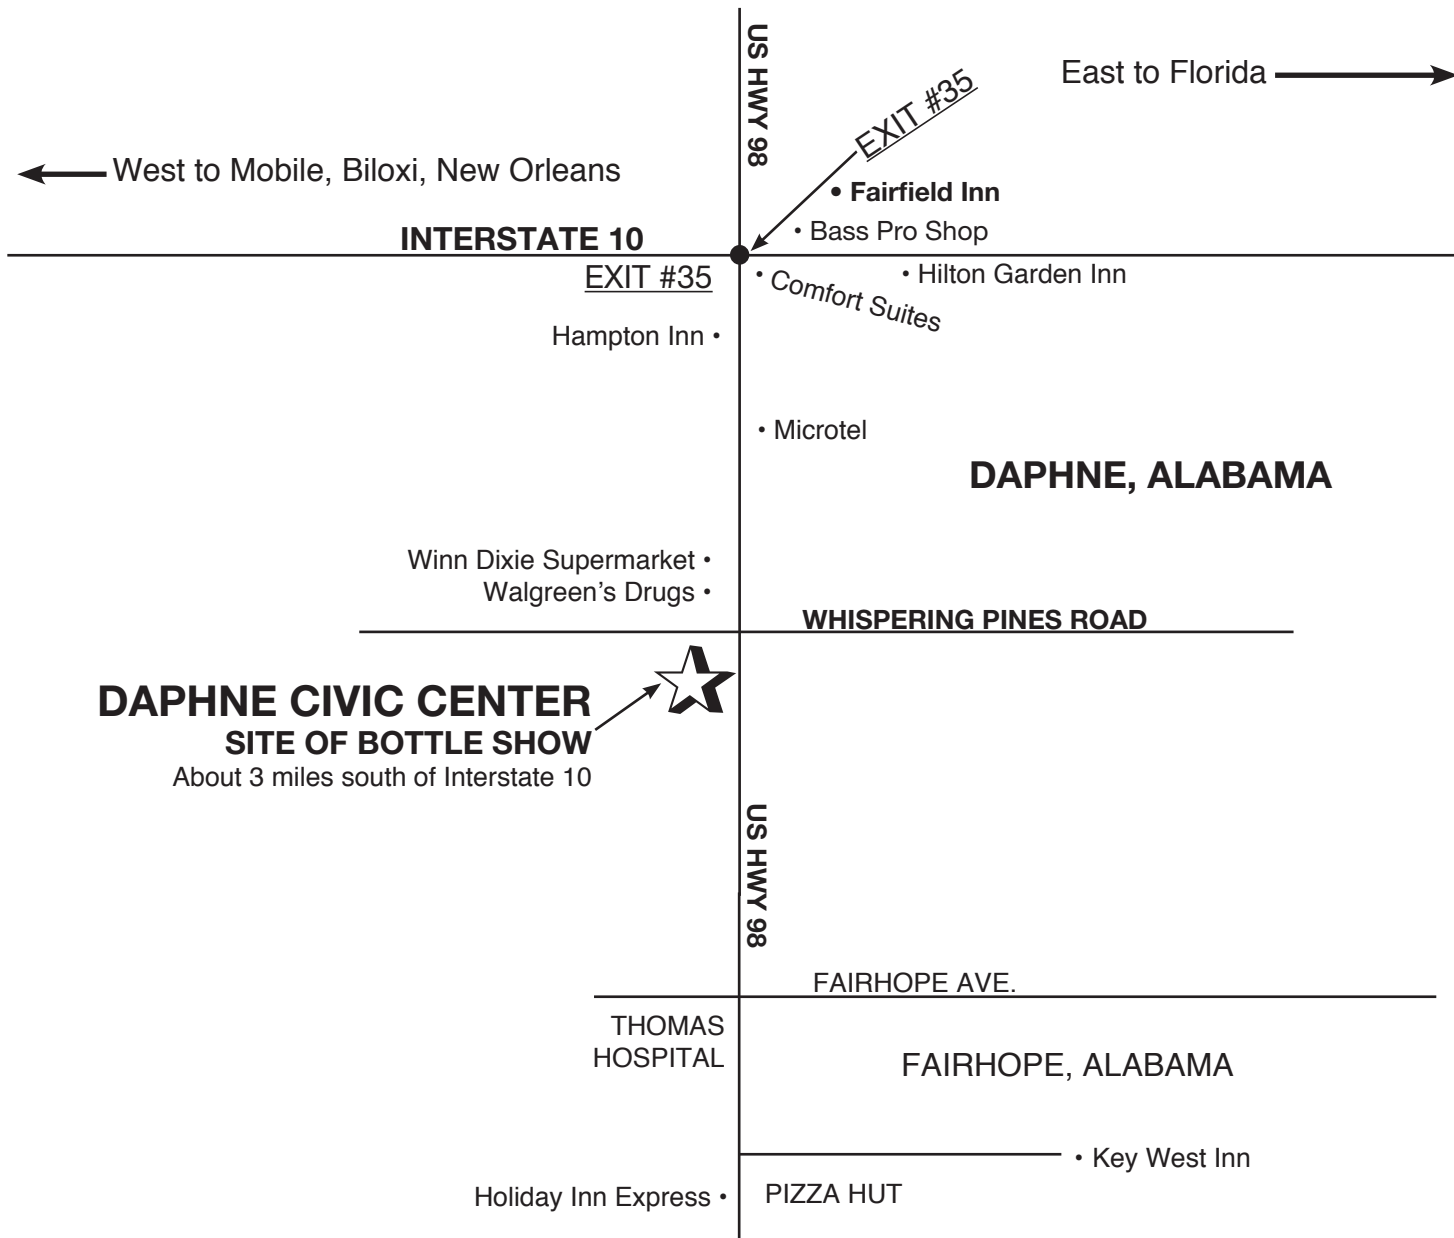 US HWY 98
EXIT #35
East to Florida
West to Mobile, Biloxi, New Orleans
• Fairfield Inn
• Bass Pro Shop
INTERSTATE 10
EXIT #35
• Comfort Suites
• Hilton Garden Inn
Hampton Inn •
• Microtel
DAPHNE, ALABAMA
Winn Dixie Supermarket •
Walgreen’s Drugs •
WHISPERING PINES ROAD
DAPHNE CIVIC CENTER
SITE OF BOTTLE SHOW
About 3 miles south of Interstate 10
US HWY 98
FAIRHOPE AVE.
THOMAS
HOSPITAL
FAIRHOPE, ALABAMA
• Key West Inn
Holiday Inn Express •
PIZZA HUT